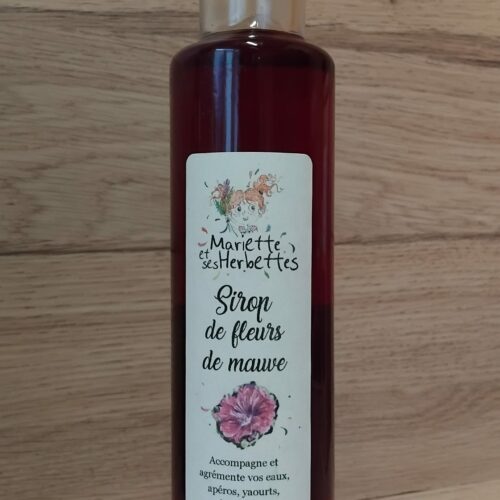 Mariette
et ses Herbettes
Sirop
de fleurs
de mauve
Accompagne et
agrémente vos eaux,
apéros, yaourts,